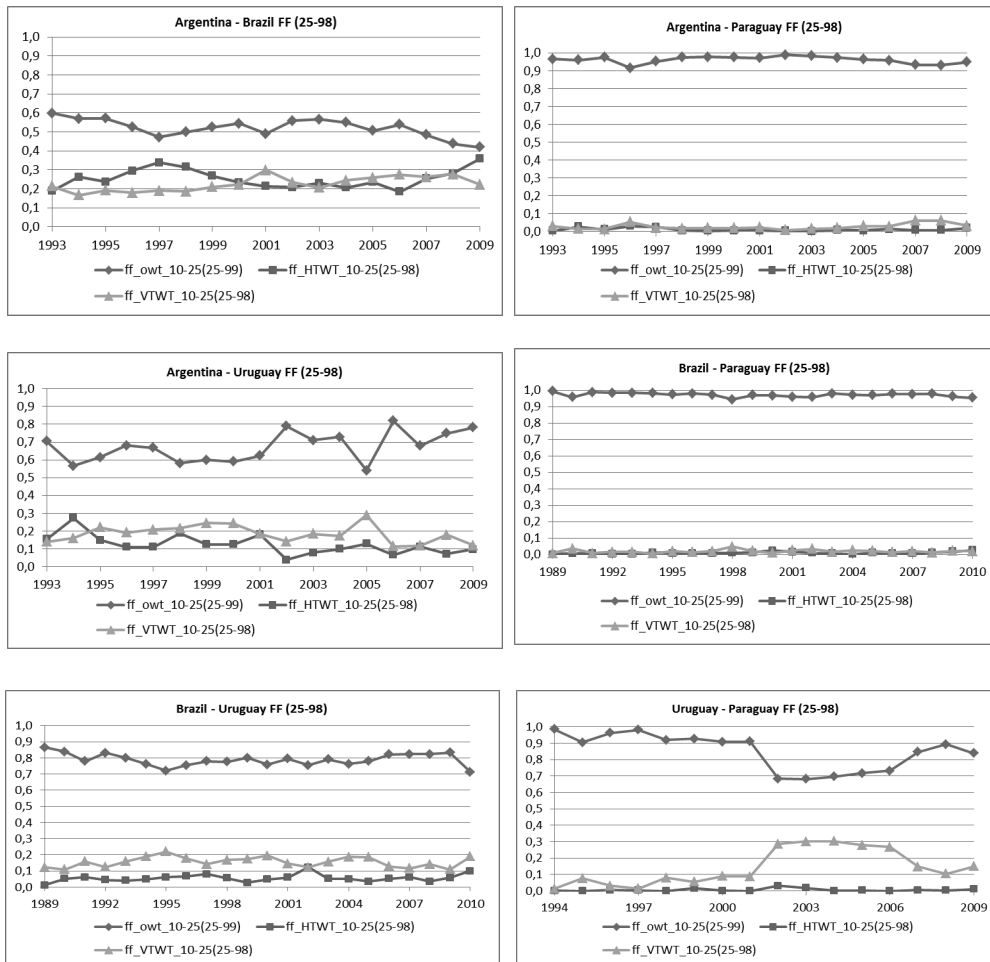 Argentina - Brazil FF (25-98)
1,0
0,9
0,8
0,7
0,6
0,5
0,4
0,3
0,2
0,1
0,0
1993 1995 1997 1999 2001 2003 2005 2007 2009
ff_owt_10-25(25-99) ff_HTWT_10-25(25-98)
ff_VTWT_10-25(25-98)
Argentina - Paraguay FF (25-98)
1,0
0,9
0,8
0,7
0,6
0,5
0,4
0,3
0,2
0,1
0,0
1993 1995 1997 1999 2001 2003 2005 2007 2009
ff_owt_10-25(25-99) ff_HTWT_10-25(25-98)
ff_VTWT_10-25(25-98)
Argentina - Uruguay FF (25-98)
1,0
0,9
0,8
0,7
0,6
0,5
0,4
0,3
0,2
0,1
0,0
1993 1995 1997 1999 2001 2003 2005 2007 2009
ff_owt_10-25(25-99) ff_HTWT_10-25(25-98)
ff_VTWT_10-25(25-98)
Brazil - Paraguay FF (25-98)
1,0
0,9
0,8
0,7
0,6
0,5
0,4
0,3
0,2
0,1
0,0
1989 1992 1995 1998 2001 2004 2007 2010
ff_owt_10-25(25-99) ff_HTWT_10-25(25-98)
ff_VTWT_10-25(25-98)
Brazil - Uruguay FF (25-98)
1,0
0,9
0,8
0,7
0,6
0,5
0,4
0,3
0,2
0,1
0,0
1989 1992 1995 1998 2001 2004 2007 2010
ff_owt_10-25(25-99) ff_HTWT_10-25(25-98)
ff_VTWT_10-25(25-98)
Uruguay - Paraguay FF (25-98)
1,0
0,9
0,8
0,7
0,6
0,5
0,4
0,3
0,2
0,1
0,0
1994 1997 2000 2003 2006 2009
ff_owt_10-25(25-99) ff_HTWT_10-25(25-98)
ff_VTWT_10-25(25-98)